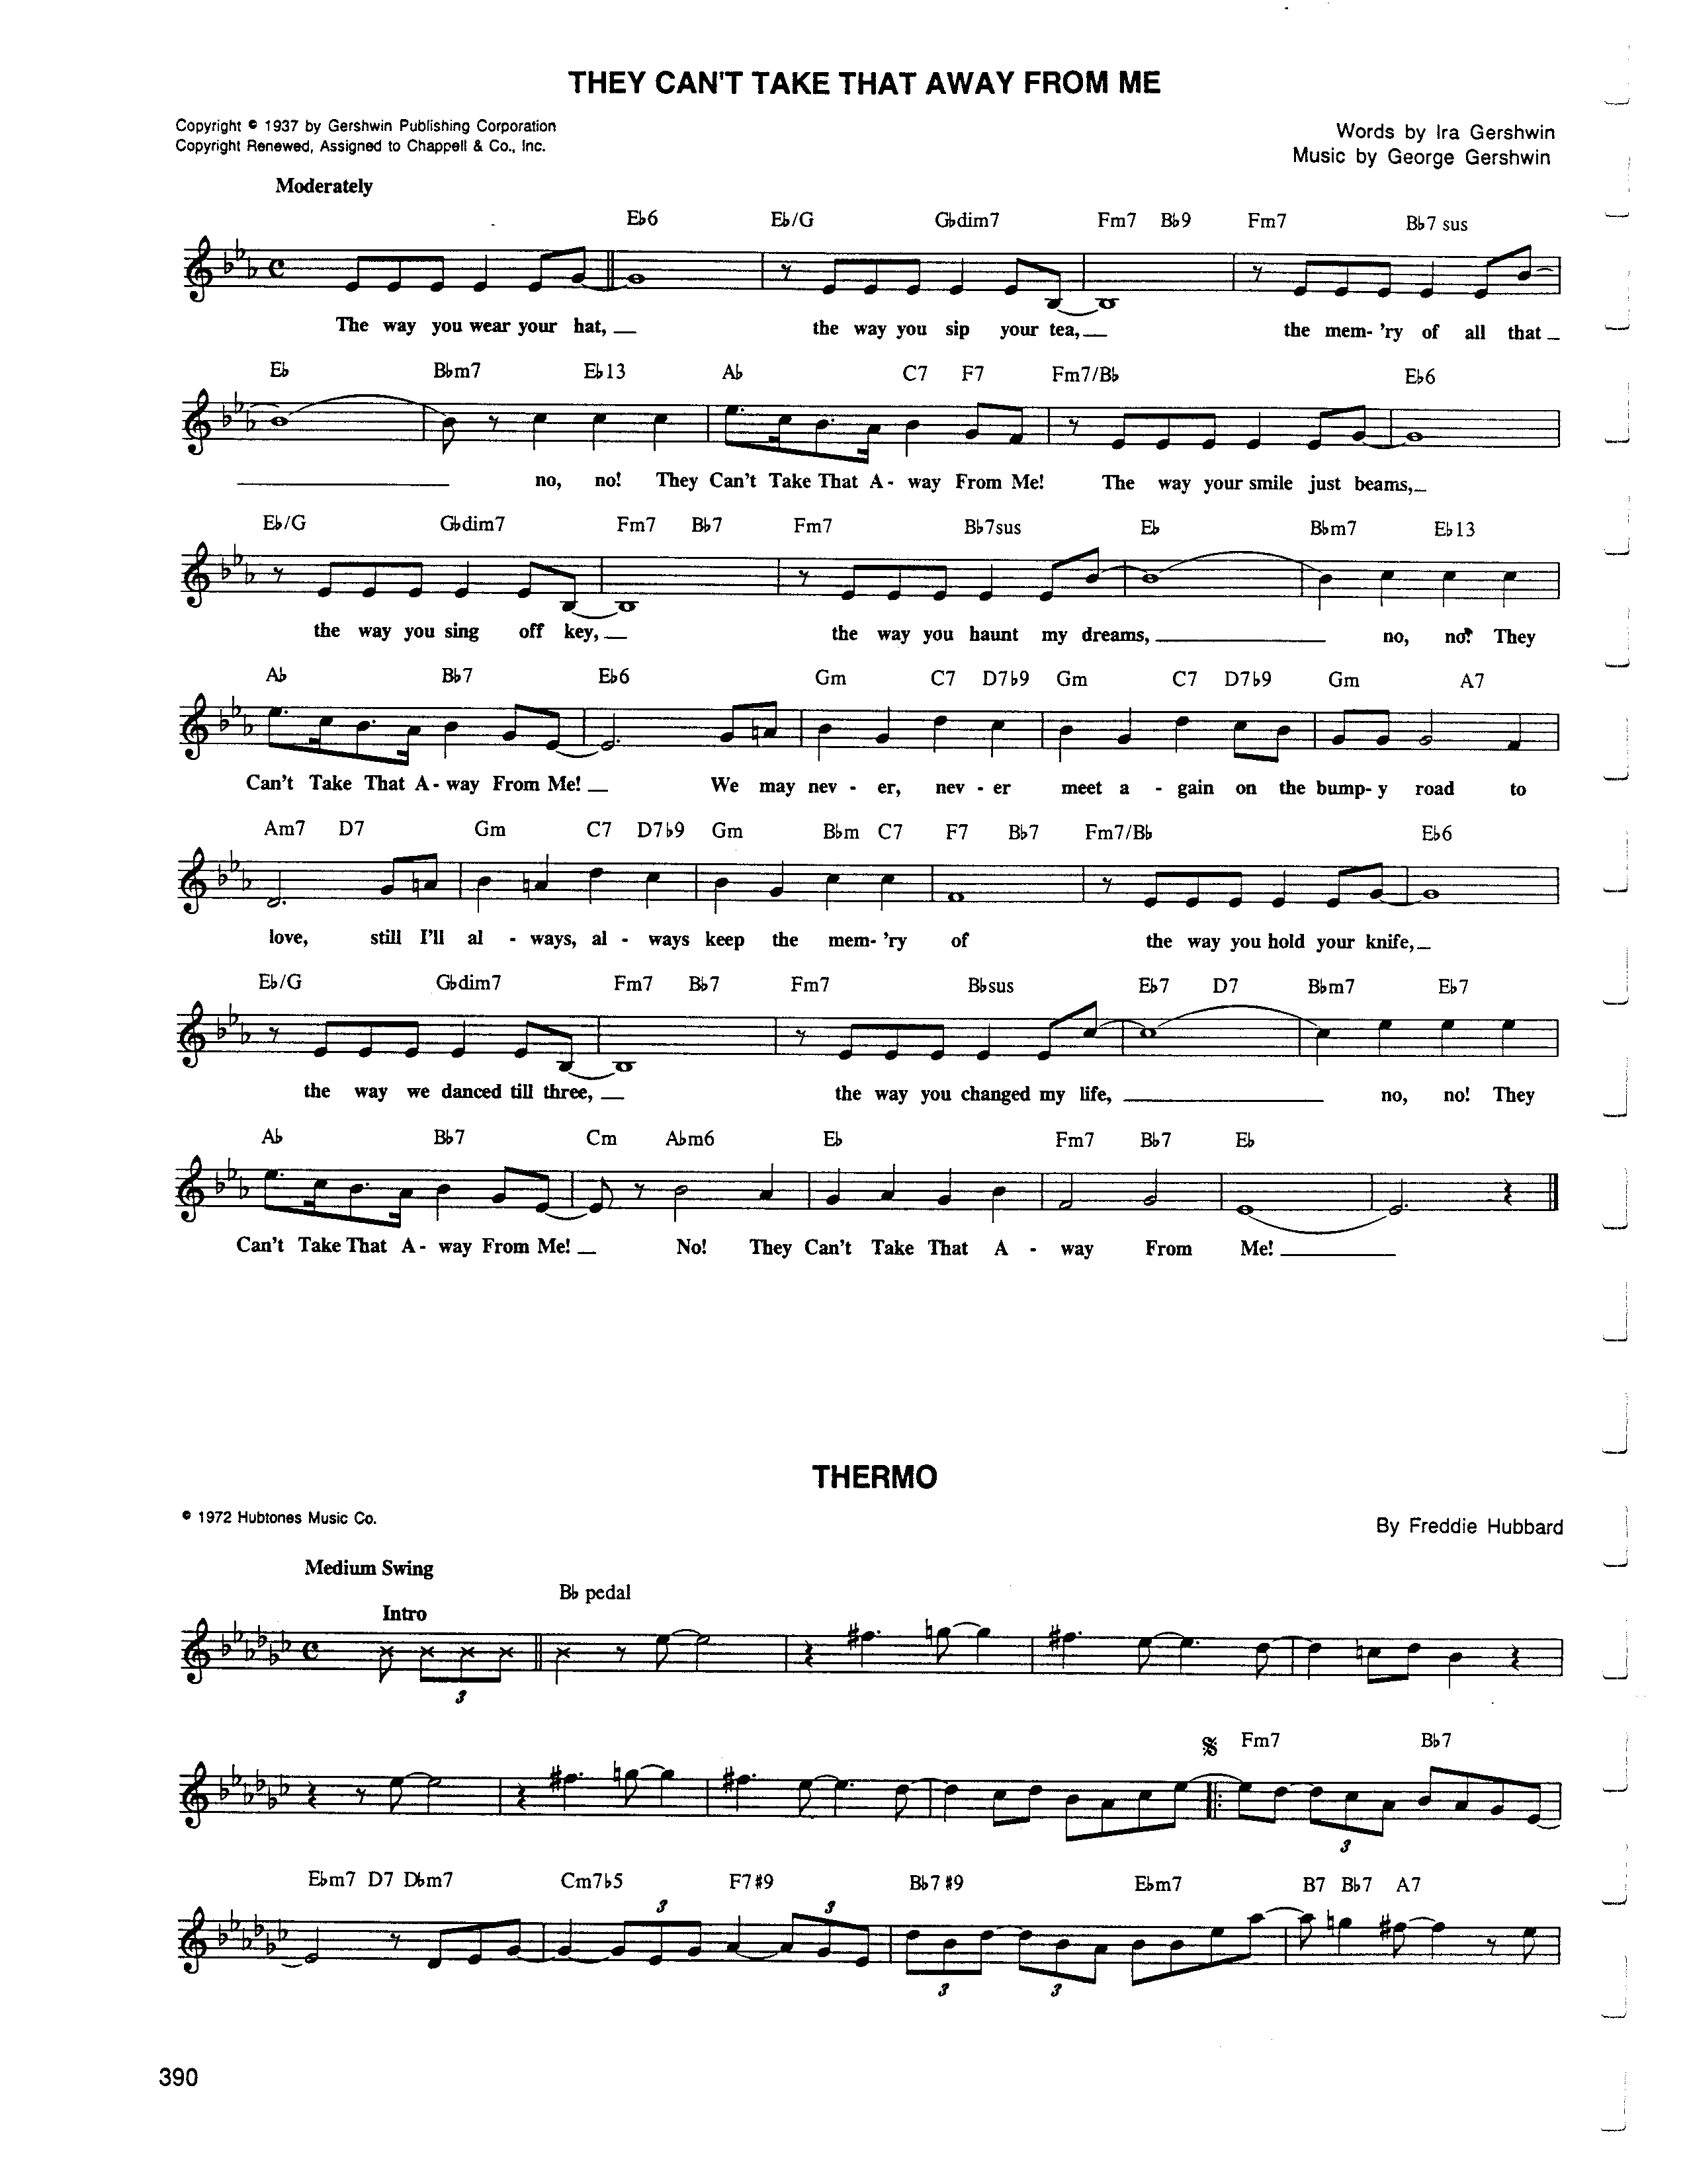 THEY CAN'T TAKE THAT AWAY FROM ME
Copyright © 1937 by Gershwin Publishing Corporation
Copyright Renewed, Assigned to Chappell & Co., Inc.
Words by Ira Gershwin
Music by George Gershwin
Moderately
E♭6 E♭/G G♭dim7 Fm7 B♭9 Fm7 B♭7 sus
The way you wear your hat, the way you sip your tea, the mem- 'ry of all that
E♭ B♭m7 E♭13 A♭ C7 F7 Fm7/B♭ E♭6
no, no! They Can't Take That A - way From Me! The way your smile just beams,
E♭/G G♭dim7 Fm7 B♭7 Fm7 B♭7sus E♭ B♭m7 E♭13
the way you sing off key, the way you haunt my dreams, no, no! They
A♭ B♭7 E♭6 Gm C7 D7♭9 Gm C7 D7♭9 Gm A7
Can't Take That A - way From Me! We may nev - er, nev - er meet a - gain on the bump- y road to
Am7 D7 Gm C7 D7♭9 Gm B♭m C7 F7 B♭7 Fm7/B♭ E♭6
love, still I'll al - ways, al - ways keep the mem- 'ry of the way you hold your knife,
E♭/G G♭dim7 Fm7 B♭7 Fm7 B♭sus E♭7 D7 B♭m7 E♭7
the way we danced till three, the way you changed my life, no, no! They
A♭ B♭7 Cm A♭m6 E♭ Fm7 B♭7 E♭
Can't Take That A - way From Me! No! They Can't Take That A - way From Me!
THERMO
© 1972 Hubtones Music Co.
By Freddie Hubbard
Medium Swing
B♭ pedal
Intro
3
Fm7 B♭7
3
E♭m7 D7 D♭m7 Cm7♭5 F7♯9 B♭7♯9 E♭m7 B7 B♭7 A7
3 3
3 3
390